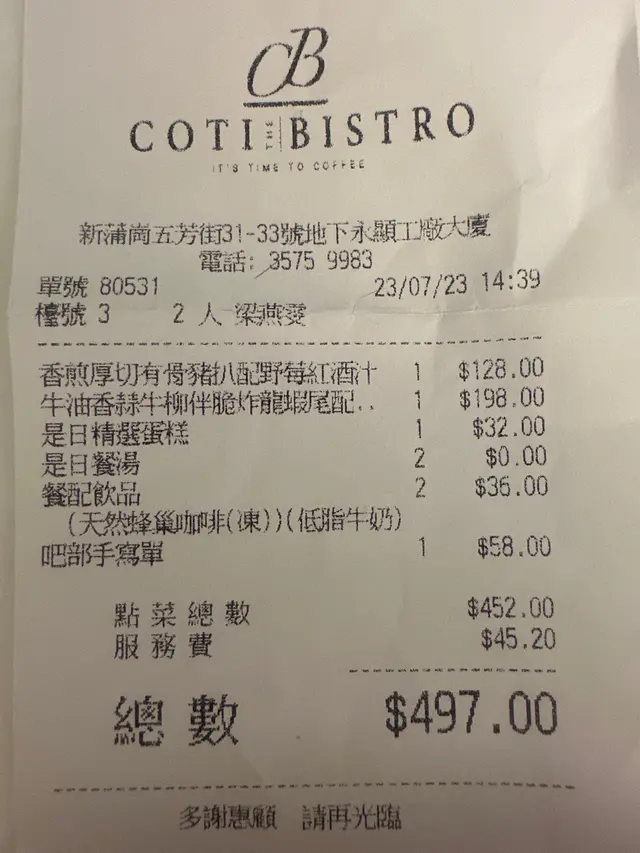 CB
COTI THE BISTRO
IT'S TIME TO COFFEE
新蒲崗五芳街31-33號地下永顯工廠大廈
電話: 3575 9983
單號 80531 23/07/23 14:39
檯號 3 2 人 梁燕雯
香煎厚切有骨豬扒配野莓紅酒汁 1 $128.00
牛油香蒜牛柳伴脆炸龍蝦尾配.. 1 $198.00
是日精選蛋糕 1 $32.00
是日餐湯 2 $0.00
餐配飲品 2 $36.00
(天然蜂巢咖啡(凍))(低脂牛奶)
吧部手寫單 1 $58.00
點菜總數 $452.00
服務費 $45.20
總數 $497.00
多謝惠顧 請再光臨